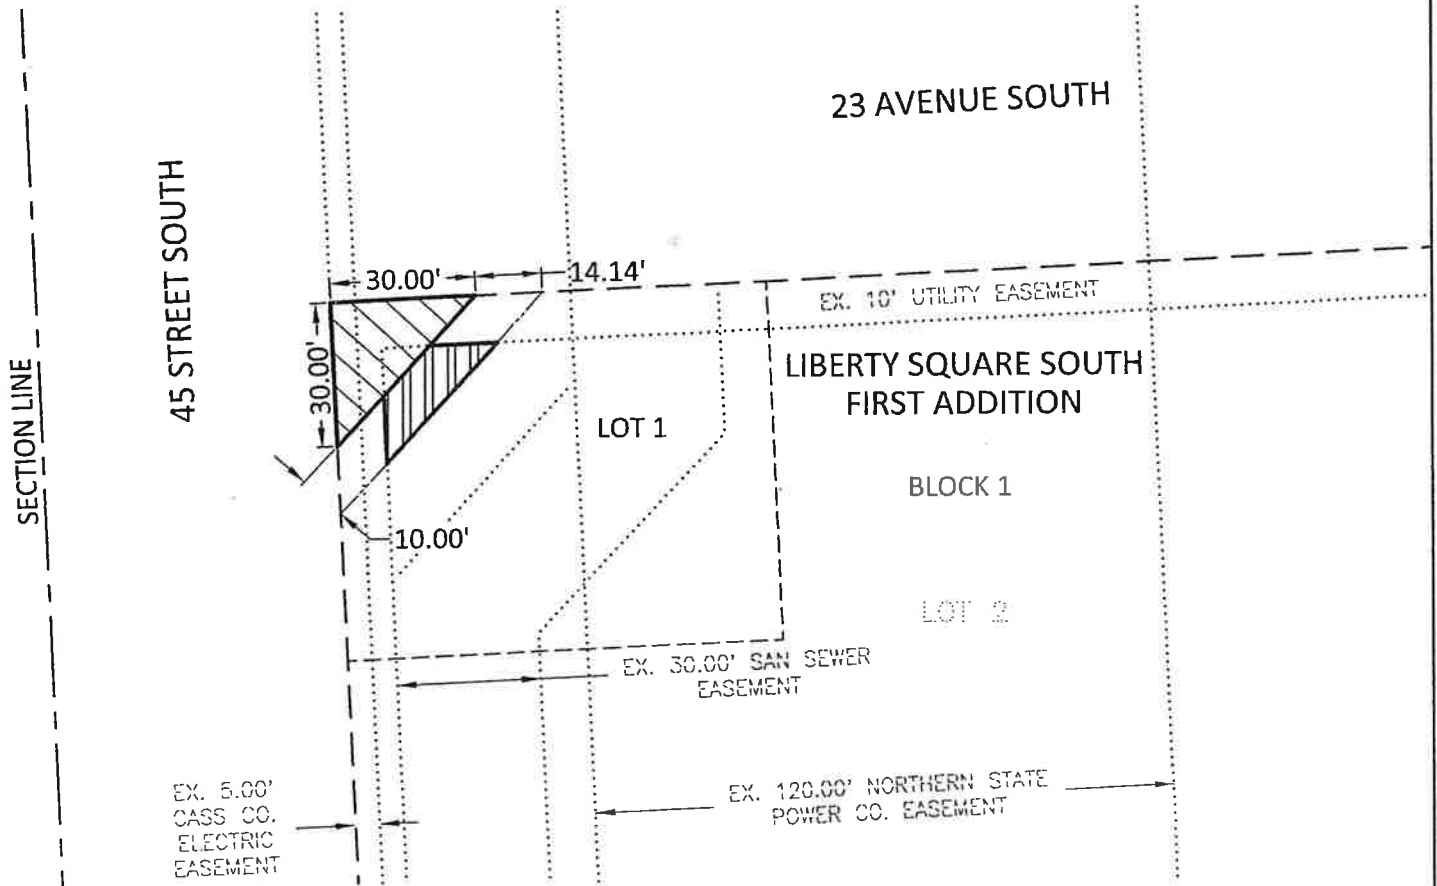 23 AVENUE SOUTH
45 STREET SOUTH
SECTION LINE
30.00'
14.14'
30.00'
10.00'
EX. 10' UTILITY EASEMENT
LIBERTY SQUARE SOUTH
FIRST ADDITION
LOT 1
BLOCK 1
LOT 2
EX. 30.00' SAN SEWER
EASEMENT
EX. 5.00'
CASS CO.
ELECTRIC
EASEMENT
EX. 120.00' NORTHERN STATE
POWER CO. EASEMENT